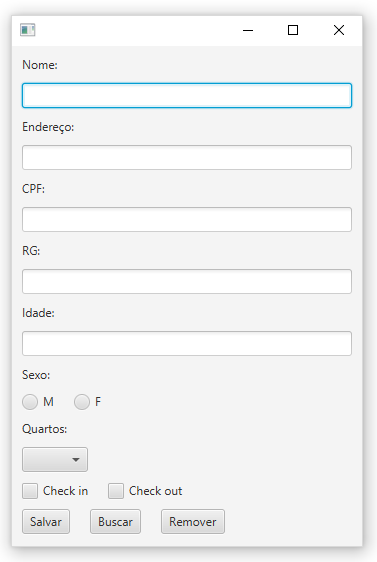 Nome:
Endereço:
CPF:
RG:
Idade:
Sexo:
M F
Quartos:
Check in Check out
Salvar Buscar Remover